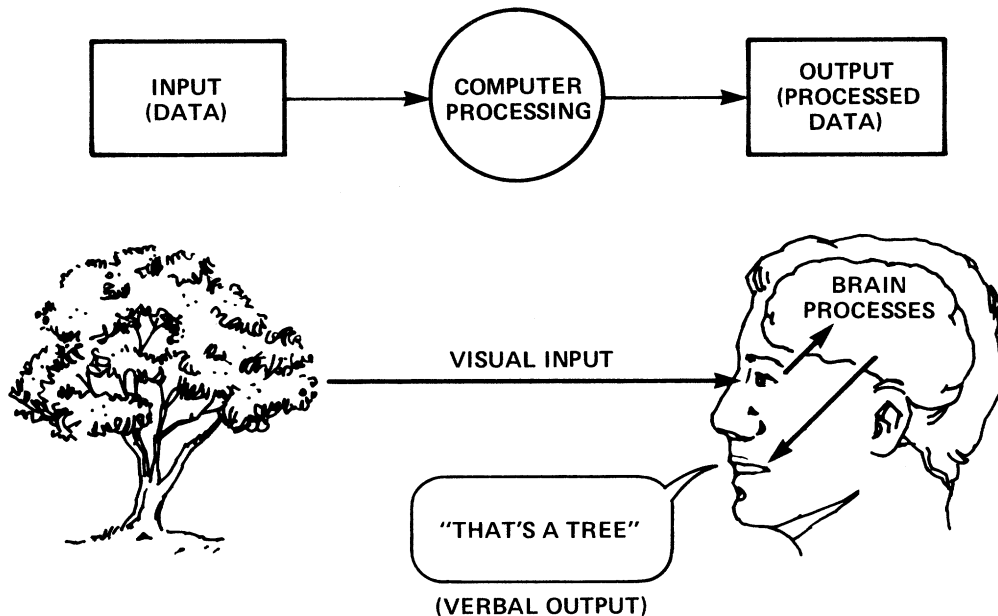 INPUT
(DATA)
COMPUTER
PROCESSING
OUTPUT
(PROCESSED
DATA)
BRAIN
PROCESSES
VISUAL INPUT
"THAT'S A TREE"
(VERBAL OUTPUT)